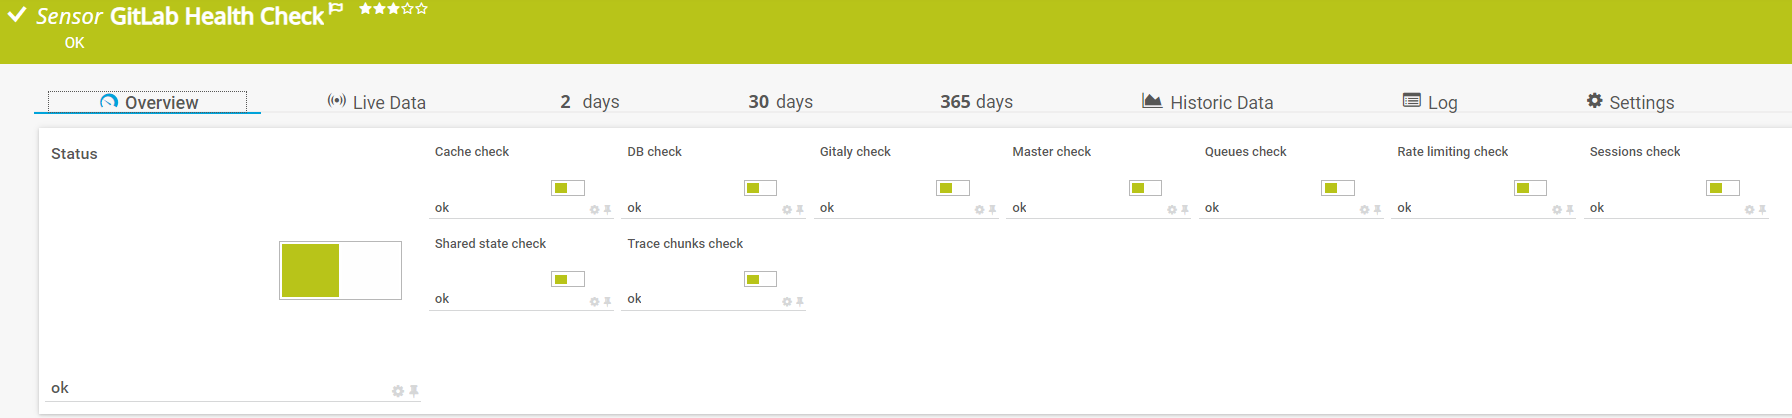 Sensor GitLab Health Check
OK
Overview Live Data 2 days 30 days 365 days Historic Data Log Settings
Status
Cache check DB check Gitaly check Master check Queues check Rate limiting check Sessions check
ok ok ok ok ok ok ok
Shared state check Trace chunks check
ok ok
ok